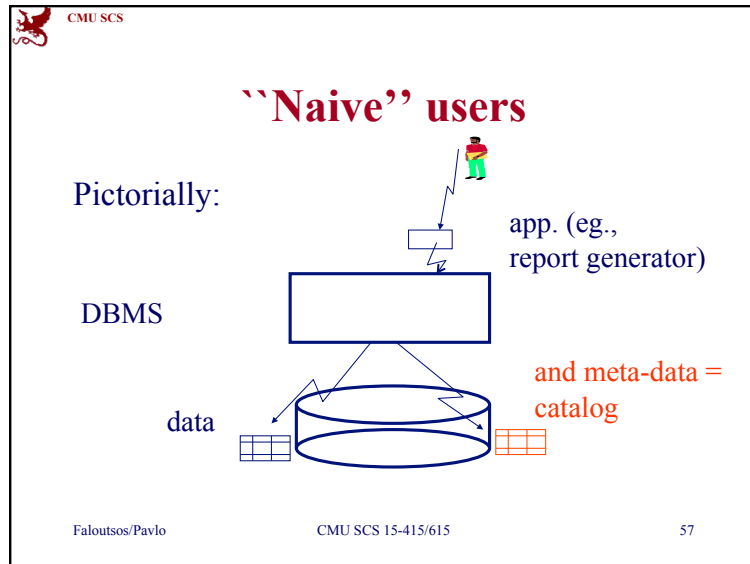 CMU SCS
``Naive’’ users
Pictorially:
app. (eg.,
report generator)
DBMS
and meta-data =
catalog
data
Faloutsos/Pavlo
CMU SCS 15-415/615
57